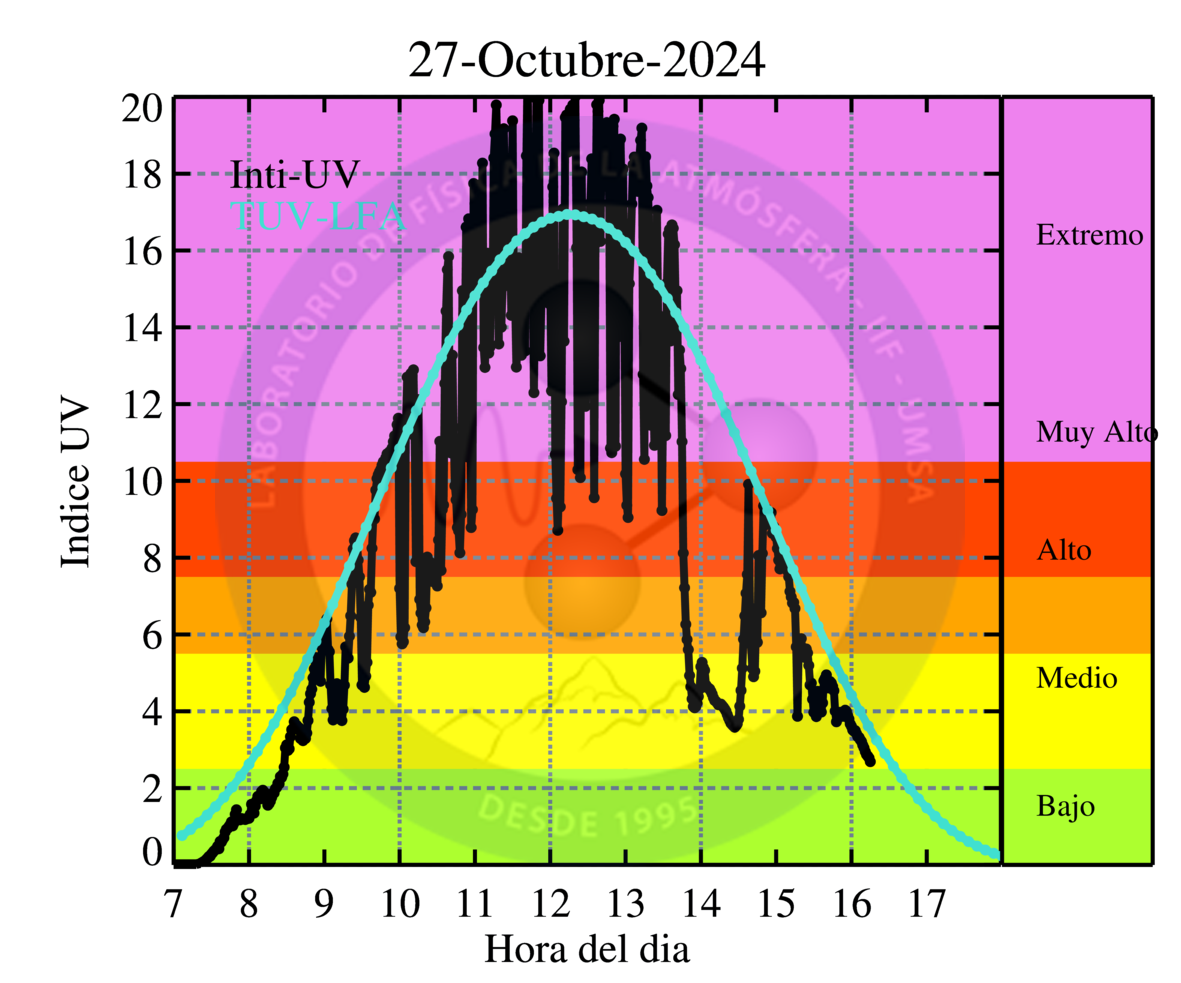 27-Octubre-2024
Indice UV
20
18
16
14
12
10
8
6
4
2
0
Inti-UV
TUV-LFA
LABORATORIO DE FÍSICA DE LA ATMÓSFERA - IIF - UMSA
DESDE 1995
Extremo
Muy Alto
Alto
Medio
Bajo
7 8 9 10 11 12 13 14 15 16 17
Hora del dia